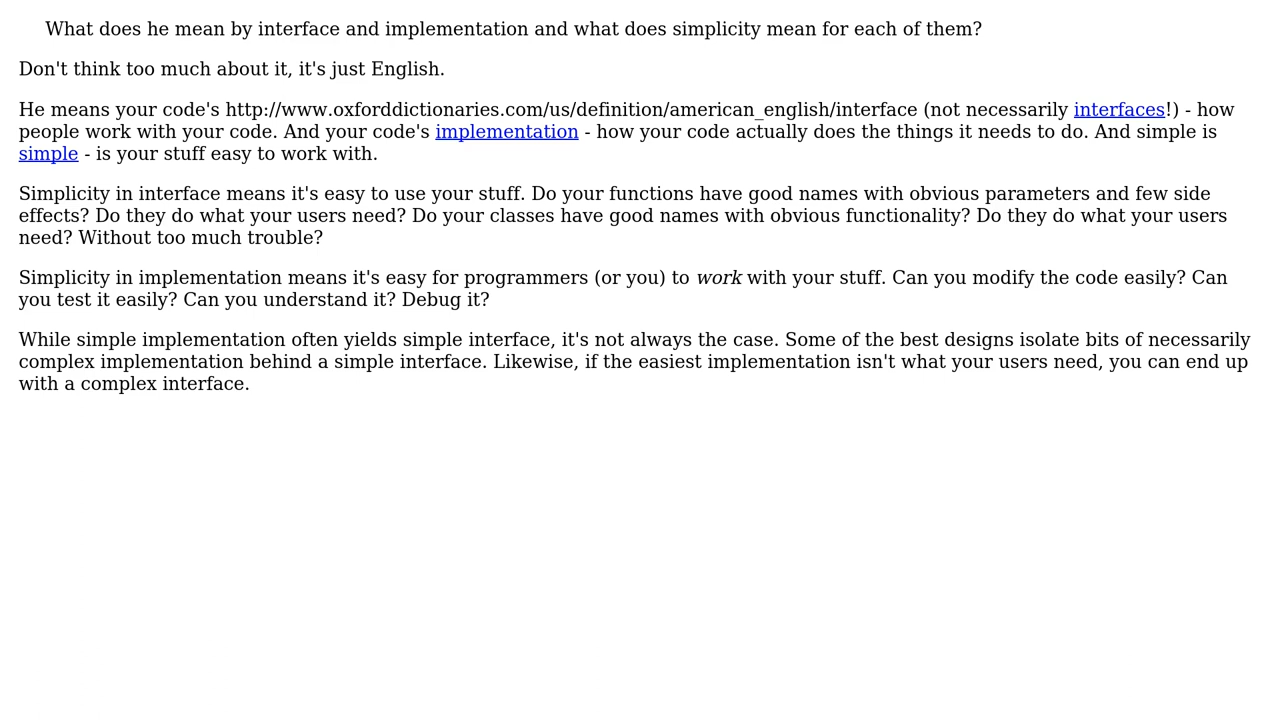 What does he mean by interface and implementation and what does simplicity mean for each of them?
Don't think too much about it, it's just English.
He means your code's http://www.oxforddictionaries.com/us/definition/american_english/interface (not necessarily interfaces!) - how
people work with your code. And your code's implementation - how your code actually does the things it needs to do. And simple is
simple - is your stuff easy to work with.
Simplicity in interface means it's easy to use your stuff. Do your functions have good names with obvious parameters and few side
effects? Do they do what your users need? Do your classes have good names with obvious functionality? Do they do what your users
need? Without too much trouble?
Simplicity in implementation means it's easy for programmers (or you) to work with your stuff. Can you modify the code easily? Can
you test it easily? Can you understand it? Debug it?
While simple implementation often yields simple interface, it's not always the case. Some of the best designs isolate bits of necessarily
complex implementation behind a simple interface. Likewise, if the easiest implementation isn't what your users need, you can end up
with a complex interface.